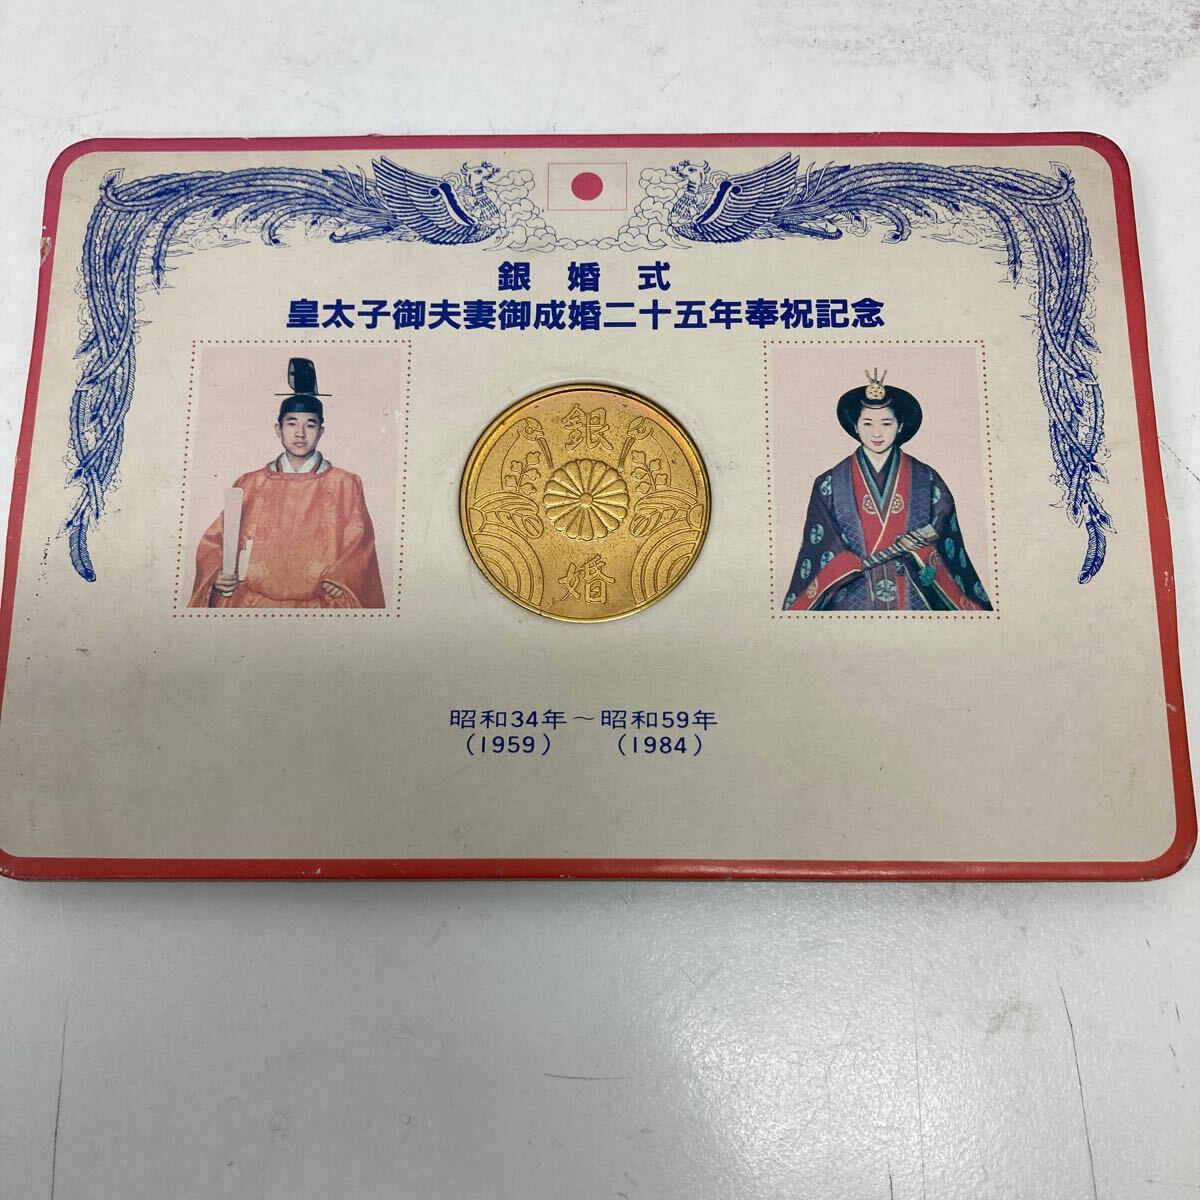 銀婚式
皇太子御夫妻御成婚二十五年奉祝記念
銀
婚
昭和34年～昭和59年
(1959) (1984)